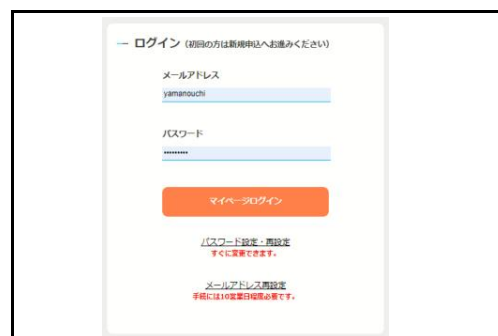 ログイン (初回の方は新規申込へお進みください)
メールアドレス
yamanouchi
パスワード
•••••••••
マイページログイン
パスワード設定・再設定
すぐに変更できます。
メールアドレス再設定
手続には10営業日程度必要です。